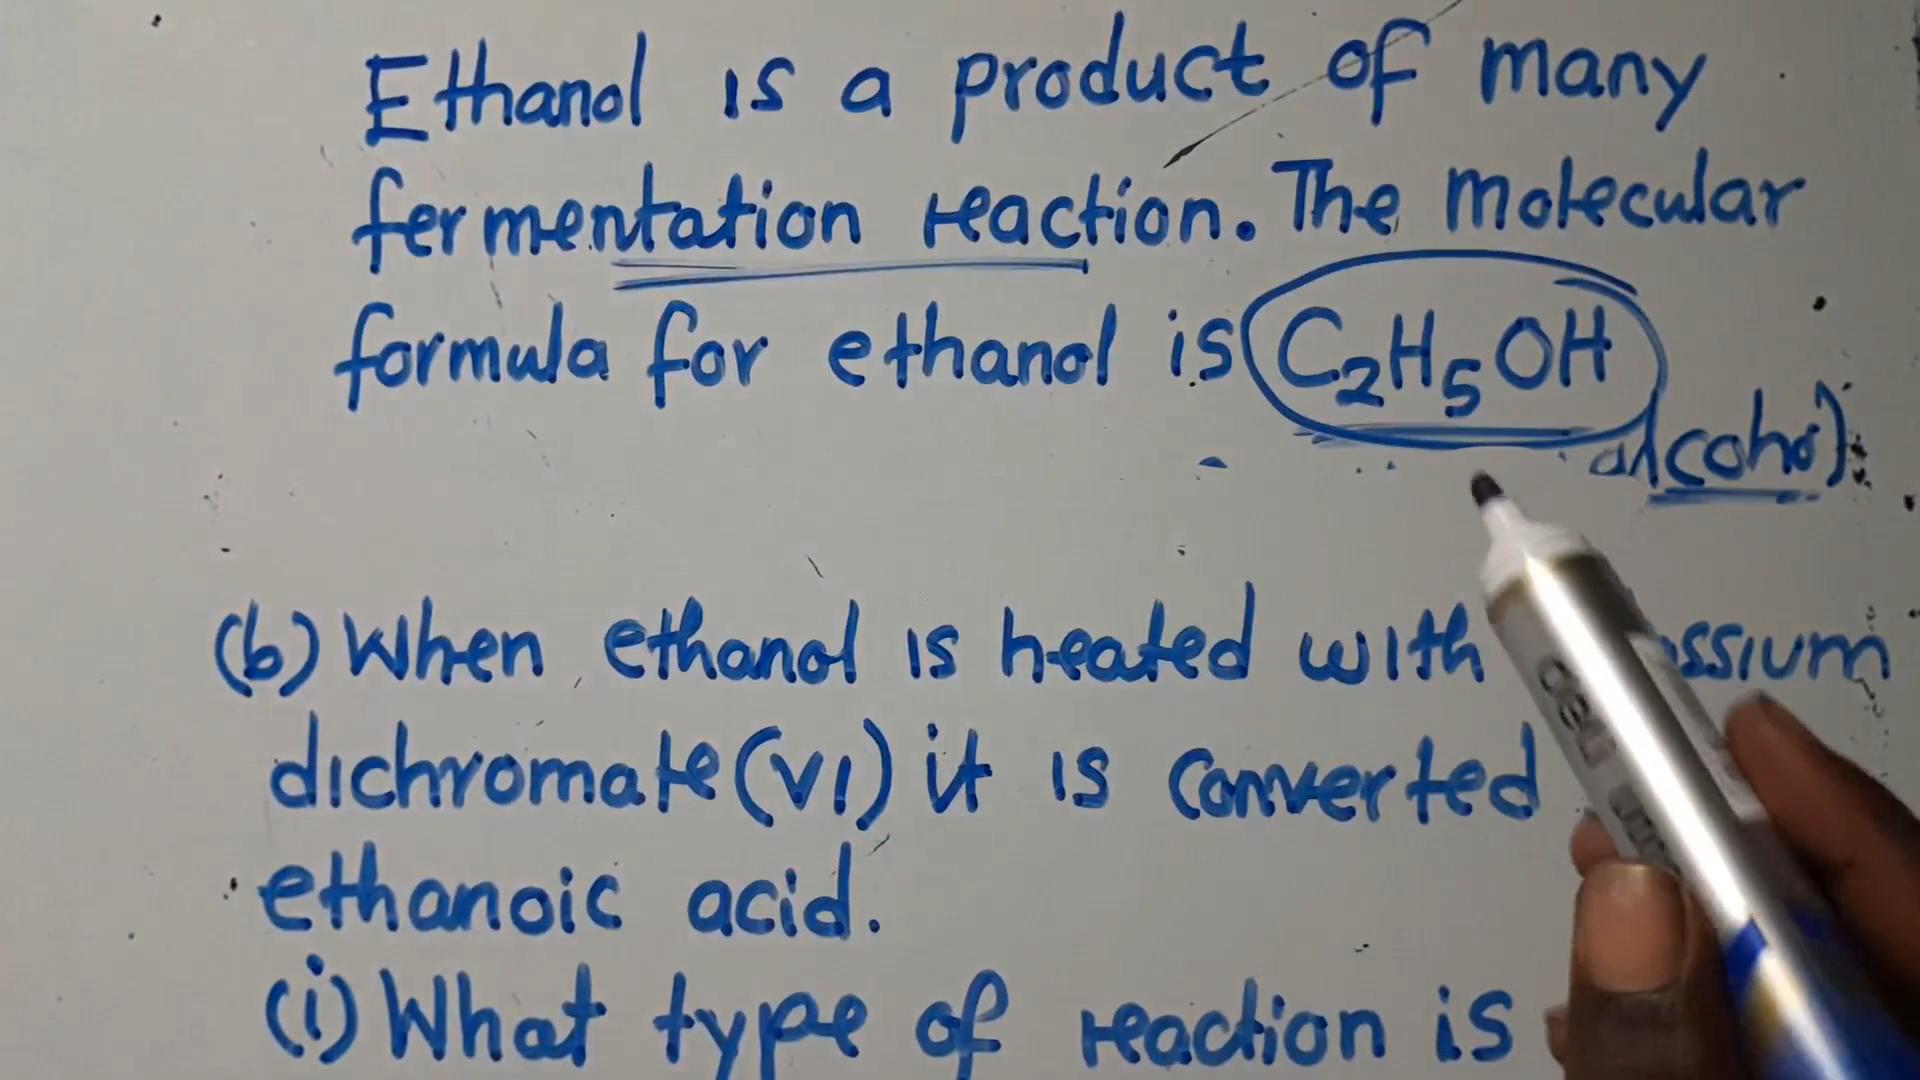 Ethanol is a product of many
fermentation reaction. The Molecular
formula for ethanol is C₂H₅OH
alcohol
(b) When ethanol is heated with ssium
dichromate (VI) it is converted
ethanoic acid.
(i) What type of reaction is